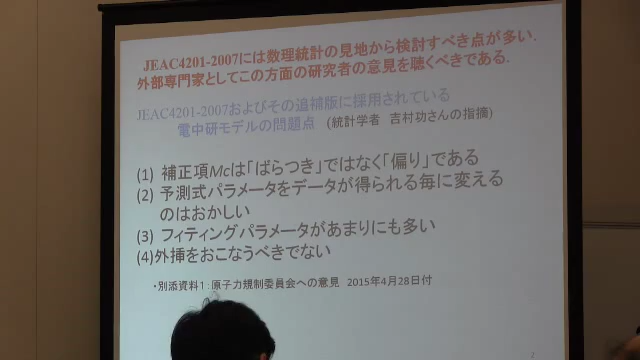 JEAC4201-2007には数理統計の見地から検討すべき点が多い.
外部専門家としてこの方面の研究者の意見を聴くべきである.
JEAC4201-2007およびその追補版に採用されている
電中研モデルの問題点 (統計学者 吉村功さんの指摘)
(1) 補正項Mcは「ばらつき」ではなく「偏り」である
(2) 予測式パラメータをデータが得られる毎に変える
のはおかしい
(3) フィティングパラメータがあまりにも多い
(4)外挿をおこなうべきでない
・別添資料1:原子力規制委員会への意見 2015年4月28日付